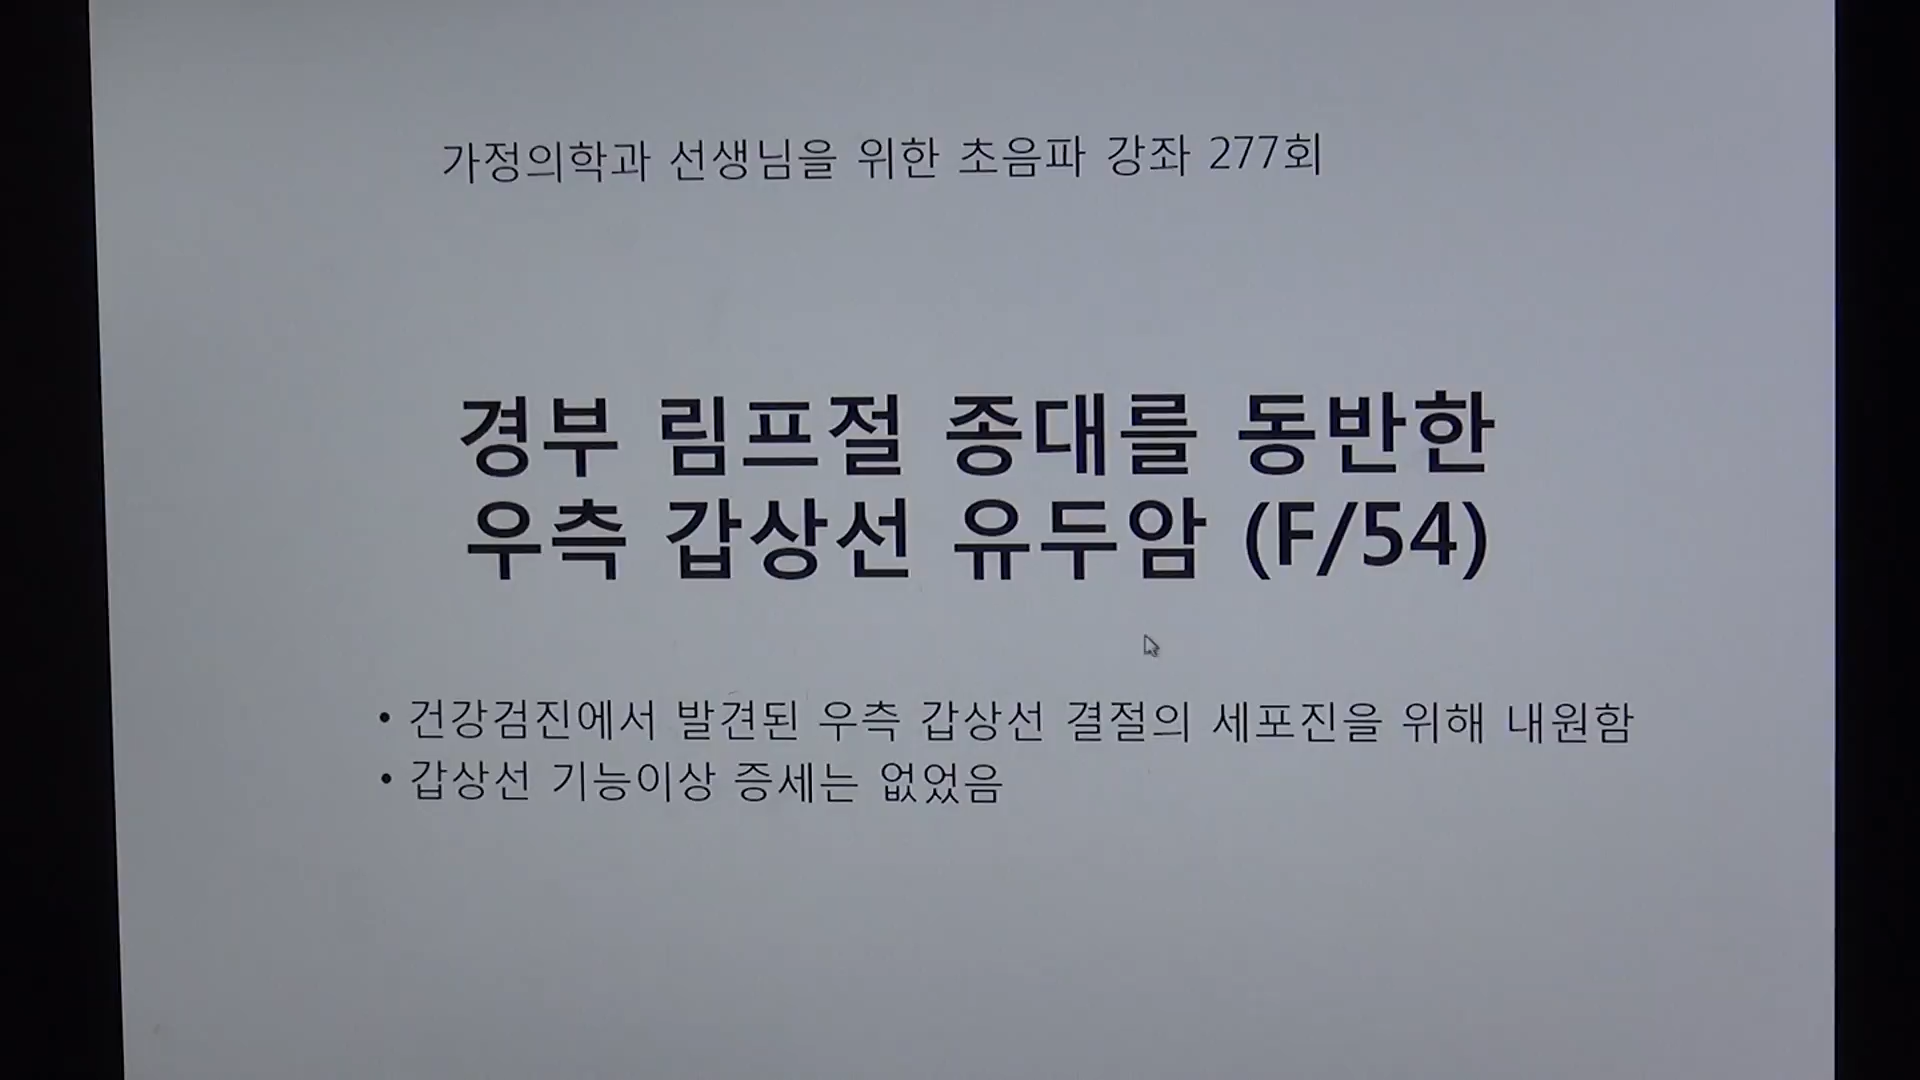 가정의학과 선생님을 위한 초음파 강좌 277회
경부 림프절 종대를 동반한
우측 갑상선 유두암 (F/54)
• 건강검진에서 발견된 우측 갑상선 결절의 세포진을 위해 내원함
• 갑상선 기능이상 증세는 없었음